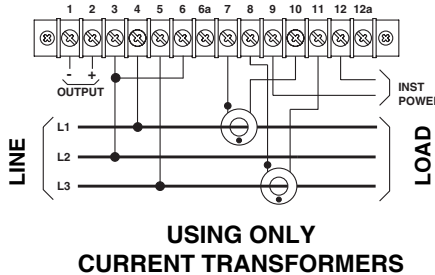 1 2 3 4 5 6 6a 7 8 9 10 11 12 12a
- +
OUTPUT
INST
POWER
L1
L2
L3
LINE
LOAD
USING ONLY
CURRENT TRANSFORMERS